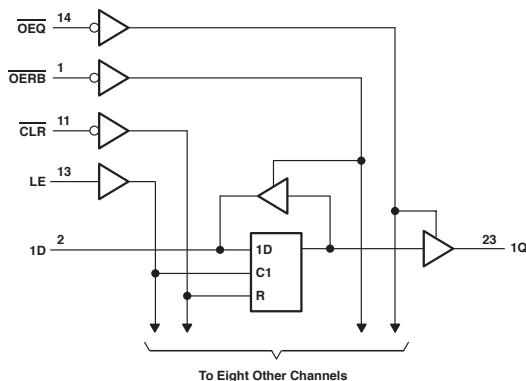 OEQ 14
OERB 1
CLR 11
LE 13
1D 2
1D
C1
R
23 1Q
To Eight Other Channels